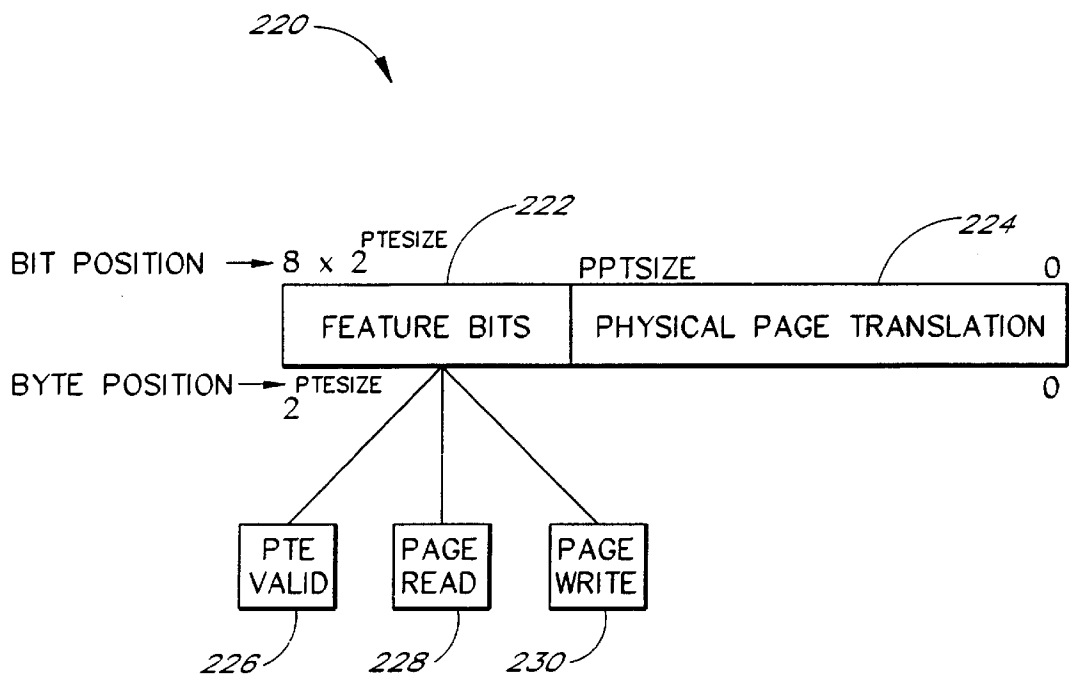 220
222
224
BIT POSITION → 8 x 2^PTESIZE PPTSIZE 0
FEATURE BITS PHYSICAL PAGE TRANSLATION
BYTE POSITION → 2^PTESIZE 0
PTE VALID
PAGE READ
PAGE WRITE
226
228
230